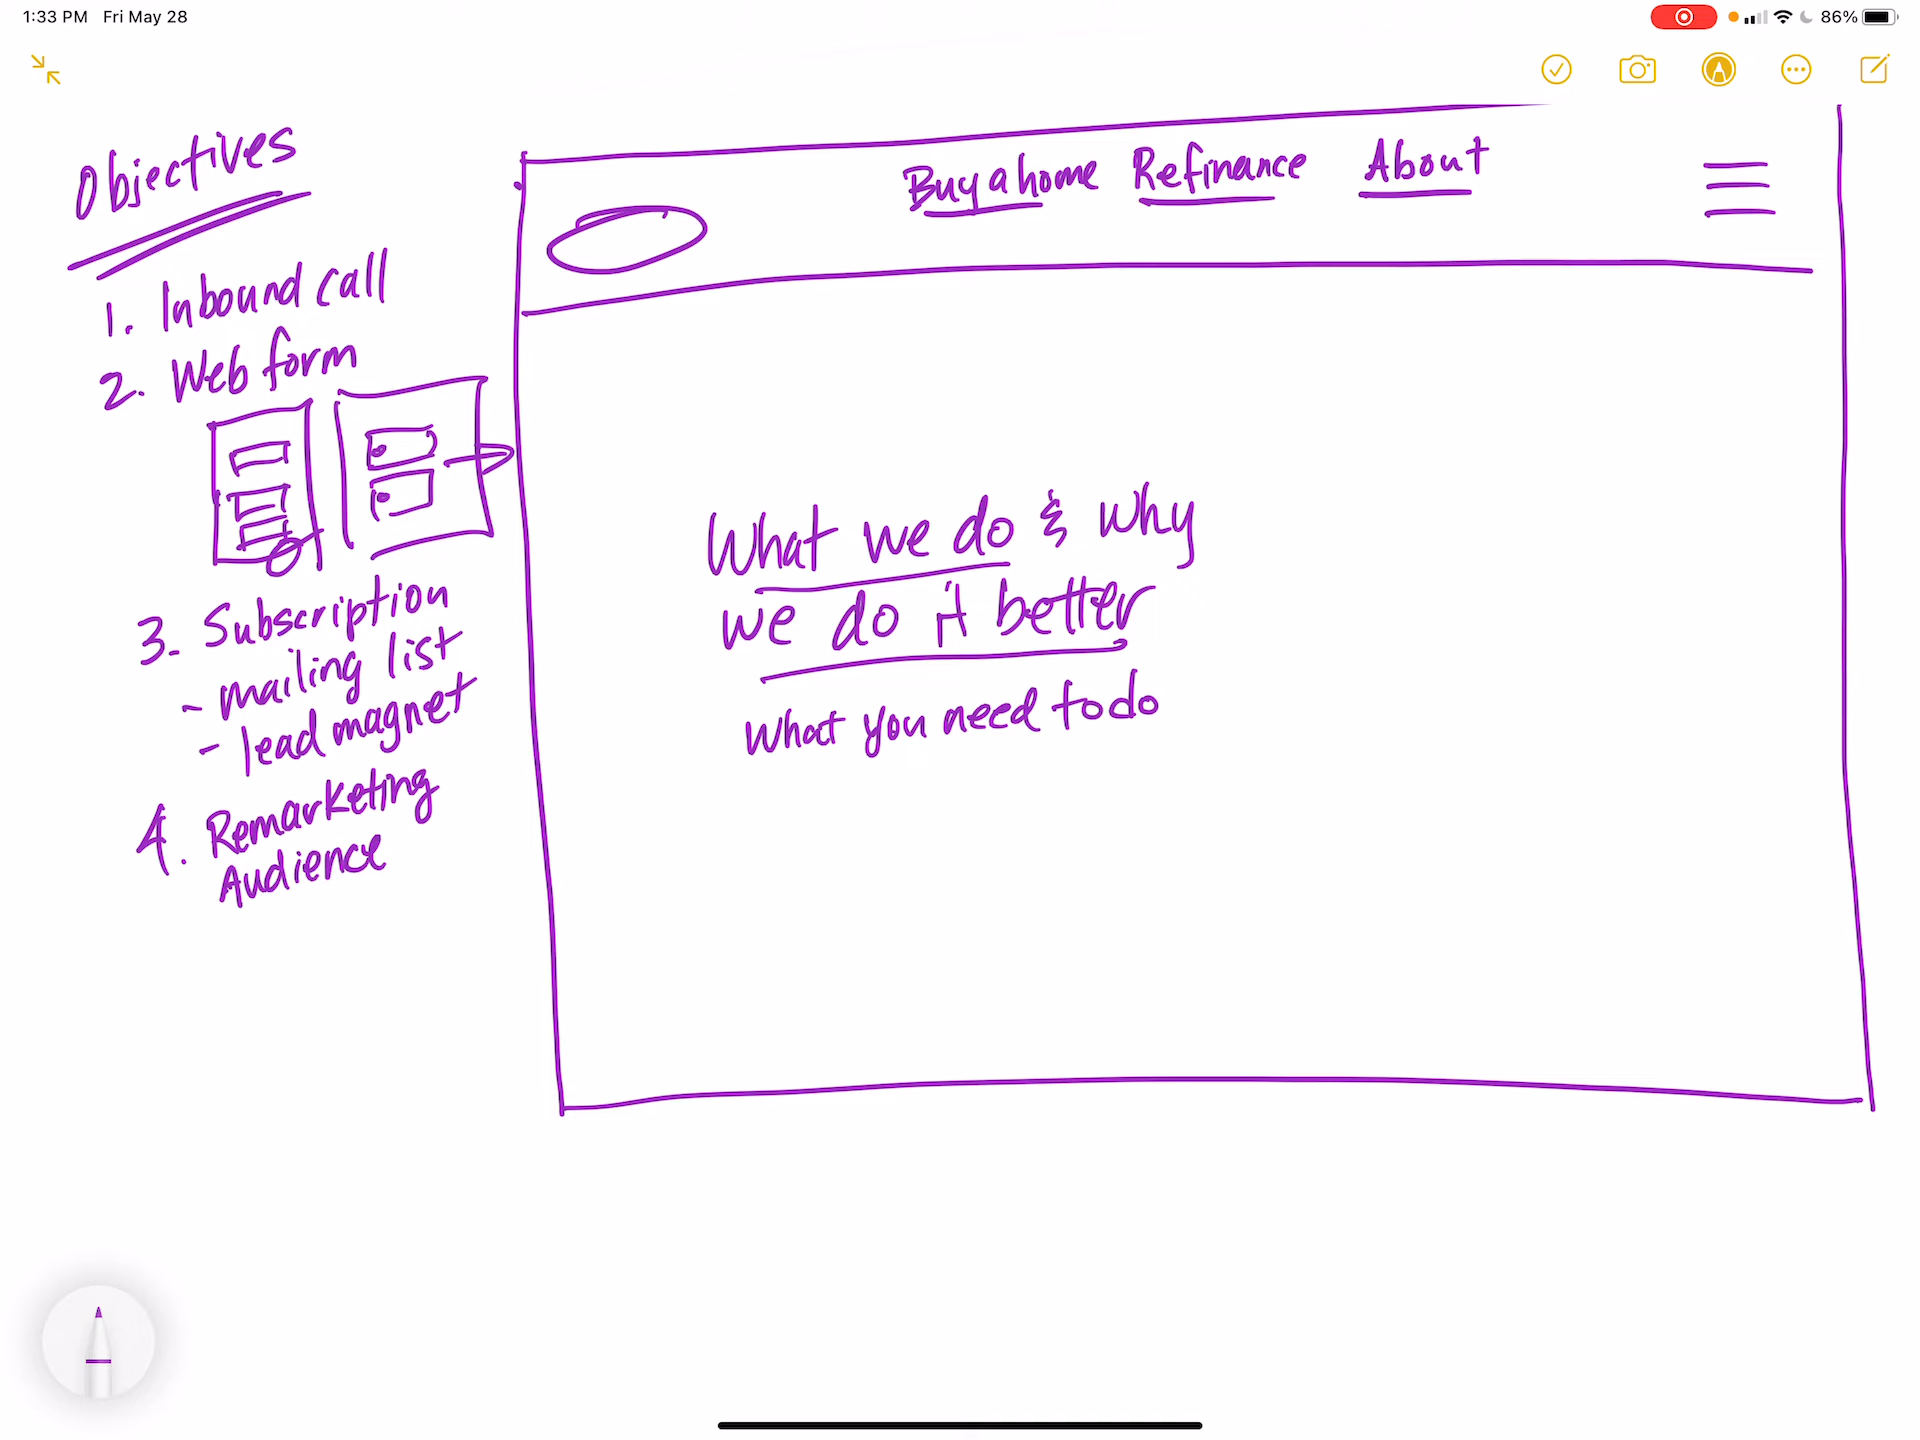 1:33 PM Fri May 28
86%
Objectives
1. Inbound call
2. Web form
3. Subscription
- mailing list
- lead magnet
4. Remarketing
Audience
Buy a home Refinance About
What we do & why
we do it better
What you need to do